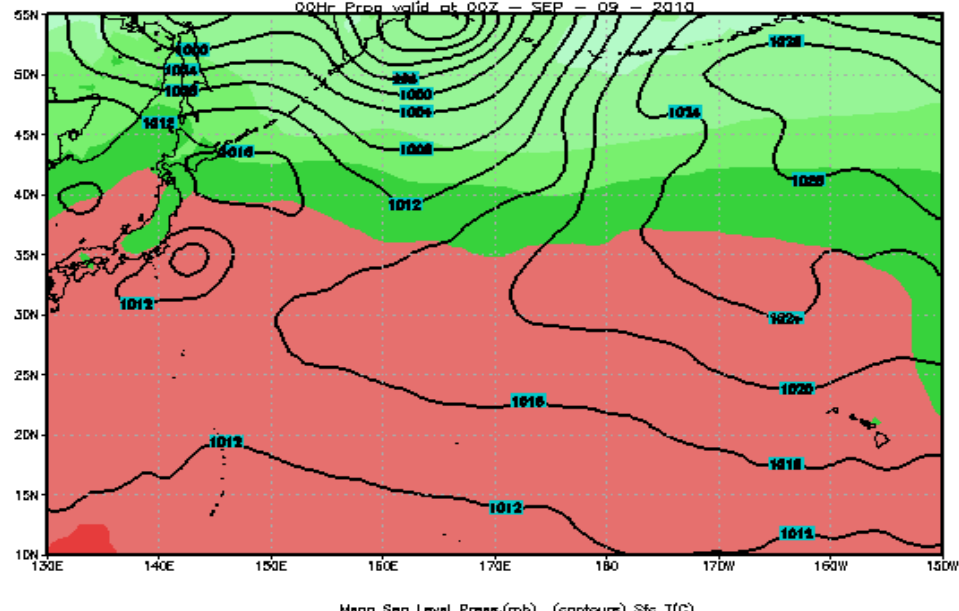 00Hr Prog valid at 00Z – SEP – 09 – 2010
55N
1000
1028
50N
1004
996
1008
1000
45N
1012
1004
1024
1016
1008
40N
1012
1028
35N
30N
1012
1024
25N
1020
1016
20N
1012
1016
15N
1012
1012
10N
130E 140E 150E 160E 170E 180 170W 160W 150W
Mean Sea Level Press.(mb) (contours) Sfc T(C)